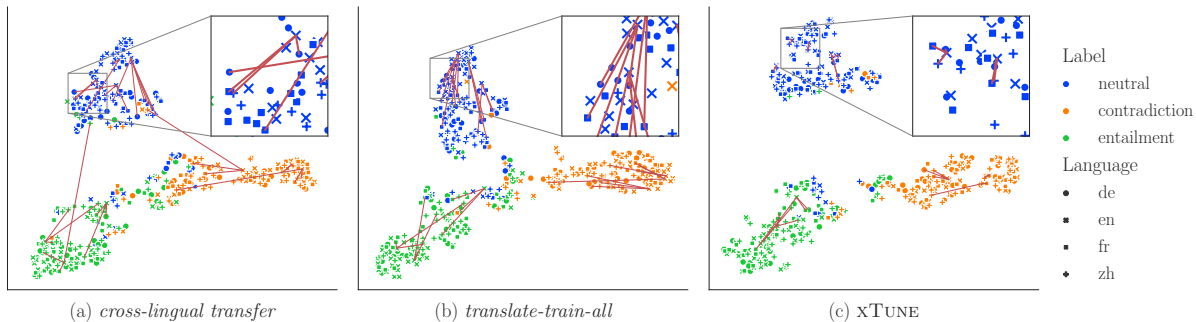 Label
neutral
contradiction
entailment
Language
de
en
fr
zh
(a) cross-lingual transfer
(b) translate-train-all
(c) XTUNE